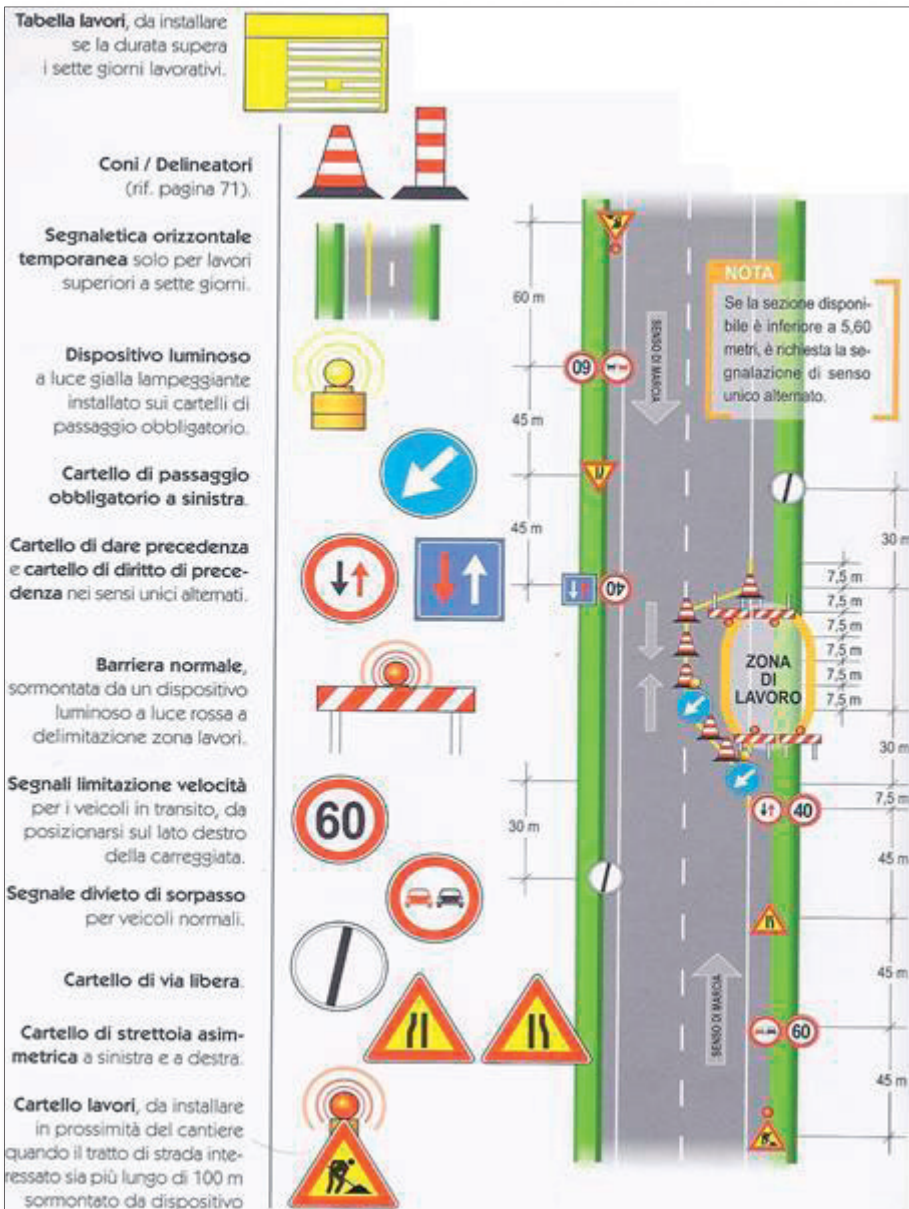 Tabella lavori, da installare
se la durata supera
i sette giorni lavorativi.
Coni / Delineatori
(rif. pagina 71).
Segnaletica orizzontale
temporanea solo per lavori
superiori a sette giorni.
Dispositivo luminoso
a luce gialla lampeggiante
installato sui cartelli di
passaggio obbligatorio.
Cartello di passaggio
obbligatorio a sinistra.
Cartello di dare precedenza
e cartello di diritto di prece-
denza nei sensi unici alternati.
Barriera normale,
sormontata da un dispositivo
luminoso a luce rossa a
delimitazione zona lavori.
Segnali limitazione velocità
per i veicoli in transito, da
posizionarsi sul lato destro
della carreggiata.
60
Segnale divieto di sorpasso
per veicoli normali.
Cartello di via libera.
Cartello di strettoia asim-
metrica a sinistra e a destra.
Cartello lavori, da installare
in prossimità del cantiere
quando il tratto di strada inte-
ressato sia più lungo di 100 m
sormontato da dispositivo
60 m
45 m
45 m
30 m
SENSO DI MARCIA
60
40
NOTA
Se la sezione disponi-
bile è inferiore a 5,60
metri, è richiesta la se-
gnalazione di senso
unico alternato.
30 m
7,5 m
7,5 m
7,5 m
7,5 m
7,5 m
7,5 m
ZONA
DI
LAVORO
30 m
7,5 m
40
45 m
45 m
SENSO DI MARCIA
60
45 m